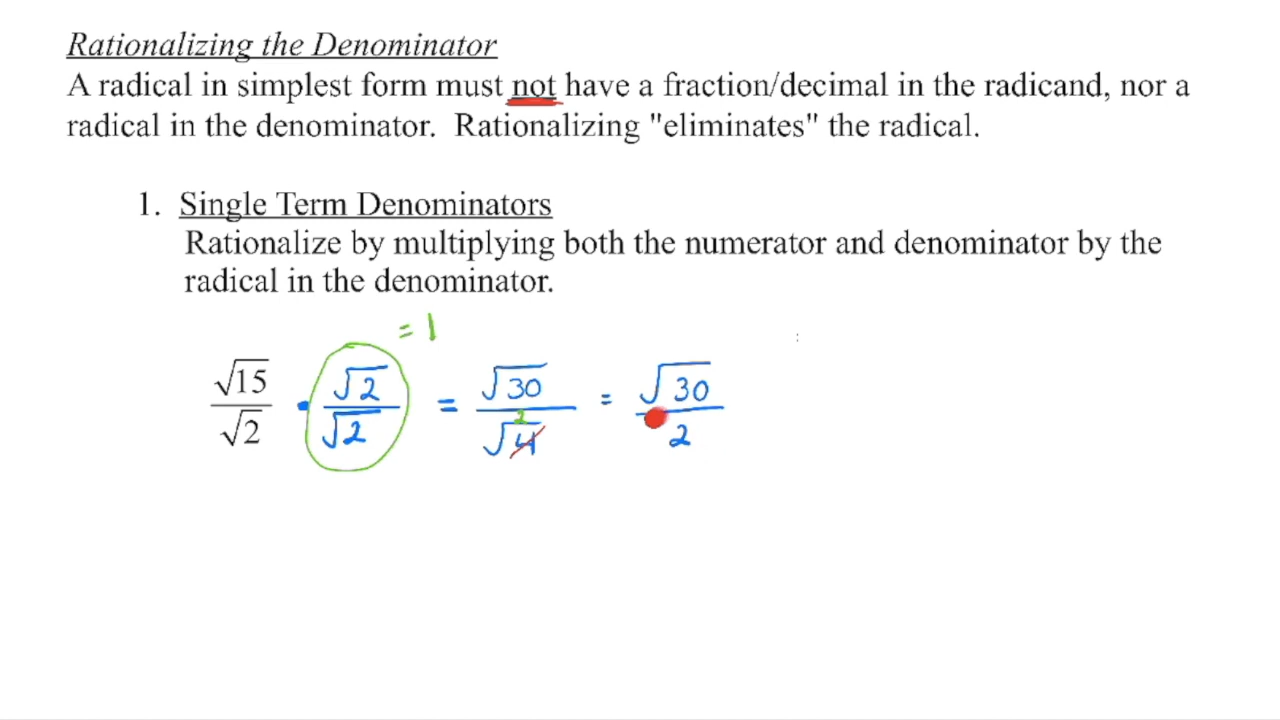 Rationalizing the Denominator
A radical in simplest form must not have a fraction/decimal in the radicand, nor a
radical in the denominator. Rationalizing "eliminates" the radical.
1. Single Term Denominators
Rationalize by multiplying both the numerator and denominator by the
radical in the denominator.
= 1
√15/√2 · √2/√2 = √30/√4 2 = √30/2